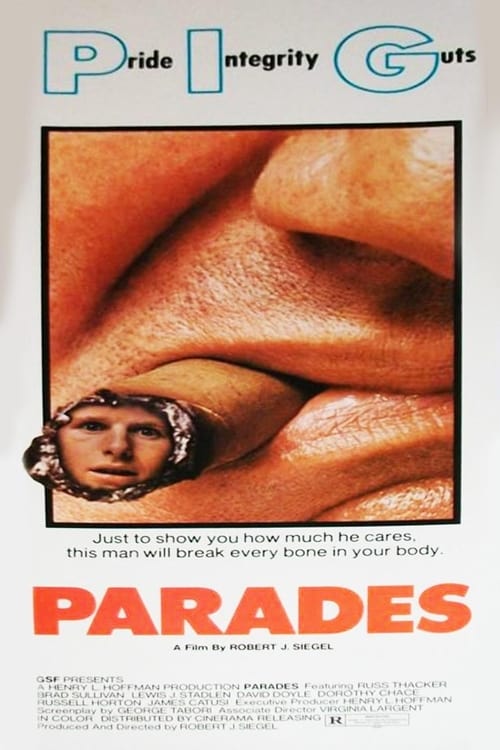 Pride Integrity Guts
Just to show you how much he cares,
this man will break every bone in your body.
PARADES
A Film By ROBERT J. SIEGEL
GSF PRESENTS
A HENRY L. HOFFMAN PRODUCTION PARADES Featuring RUSS THACKER
BRAD SULLIVAN LEWIS J. STADLEN DAVID DOYLE DOROTHY CHACE
RUSSELL HORTON JAMES CATUSI Executive Producer HENRY L. HOFFMAN
Screenplay by GEORGE TABORI Associate Director VIRGINIA LARGENT
IN COLOR DISTRIBUTED BY CINERAMA RELEASING R
Produced And Directed by ROBERT J. SIEGEL